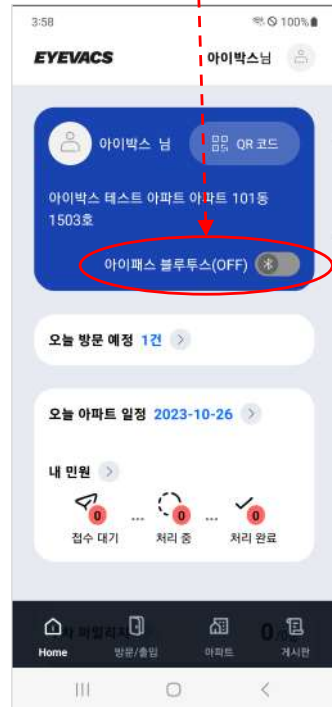 3:58 100%
EYEVACS 아이박스님
아이박스 님 QR 코드
아이박스 테스트 아파트 아파트 101동
1503호
아이패스 블루투스(OFF)
오늘 방문 예정 1건
오늘 아파트 일정 2023-10-26
내 민원
0 ... 0 ... 0
접수 대기 처리 중 처리 완료
0
Home 방문/출입 아파트 게시판